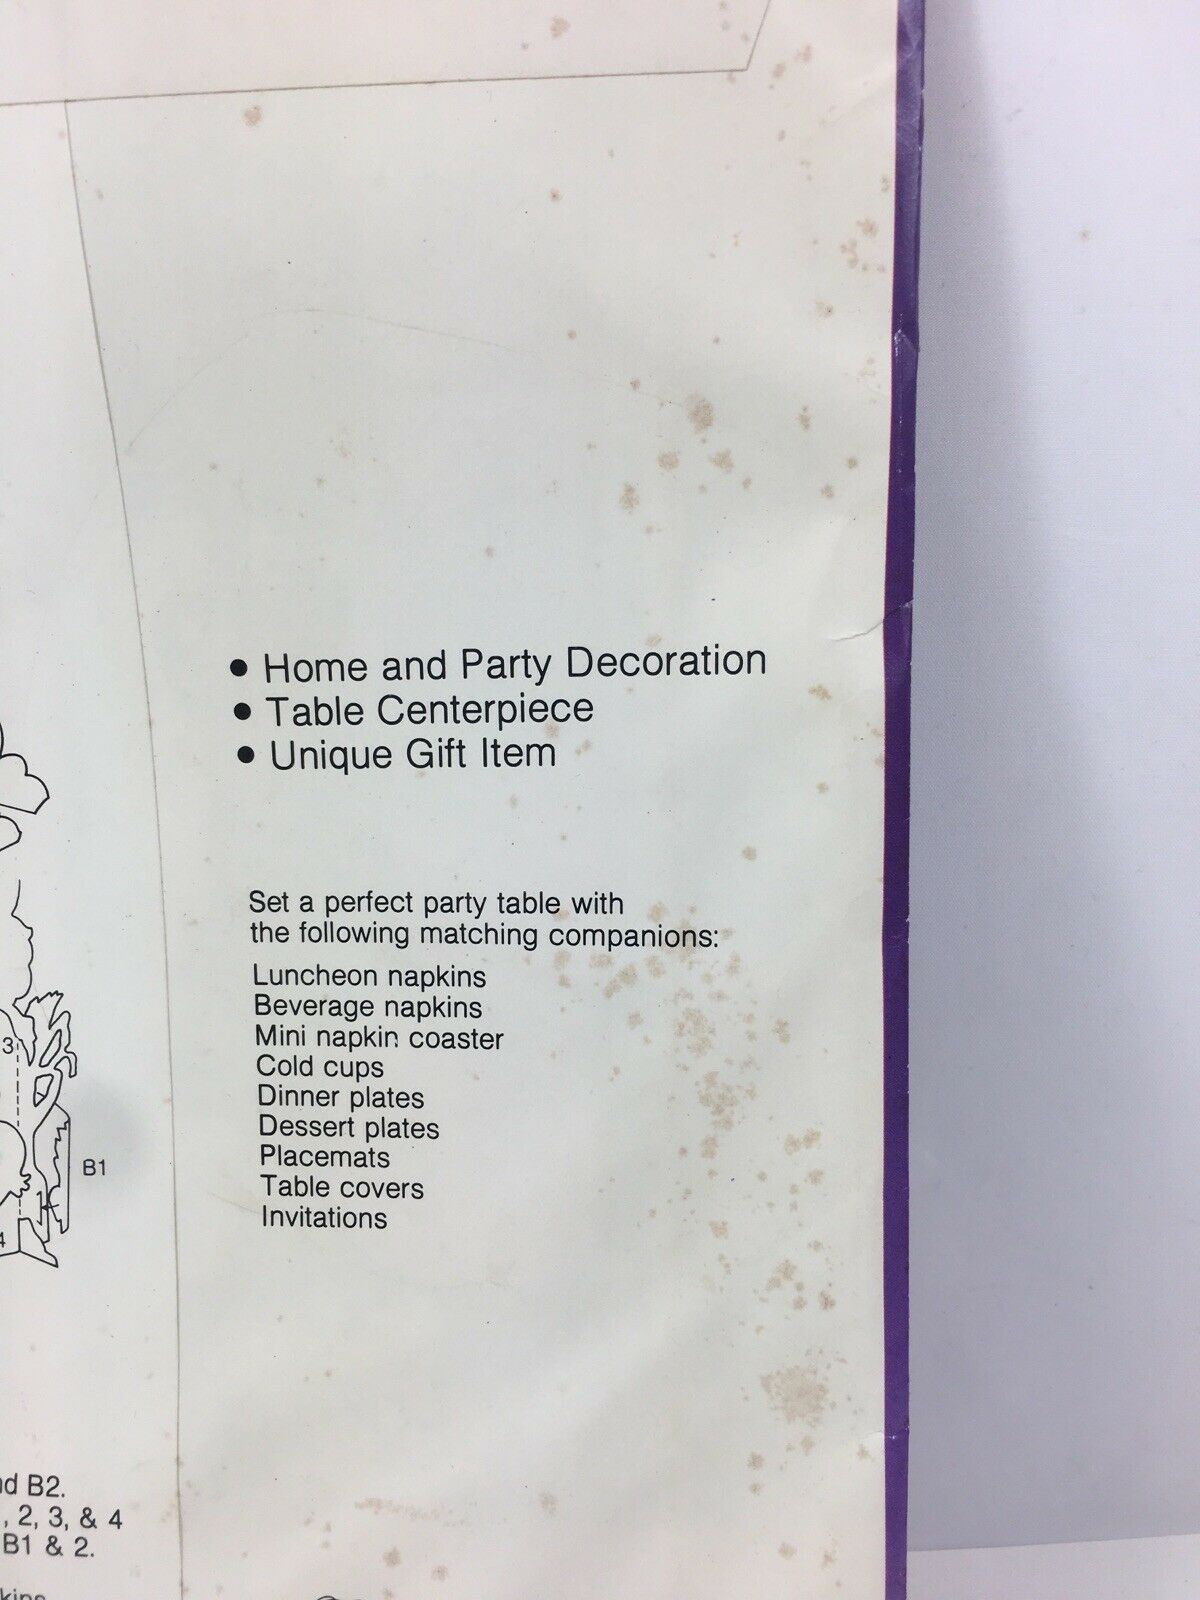 • Home and Party Decoration
• Table Centerpiece
• Unique Gift Item
Set a perfect party table with
the following matching companions:
Luncheon napkins
Beverage napkins
Mini napkin coaster
Cold cups
Dinner plates
Dessert plates
Placemats
Table covers
Invitations
3
B1
4
B2.
, 2, 3, & 4
B1 & 2.